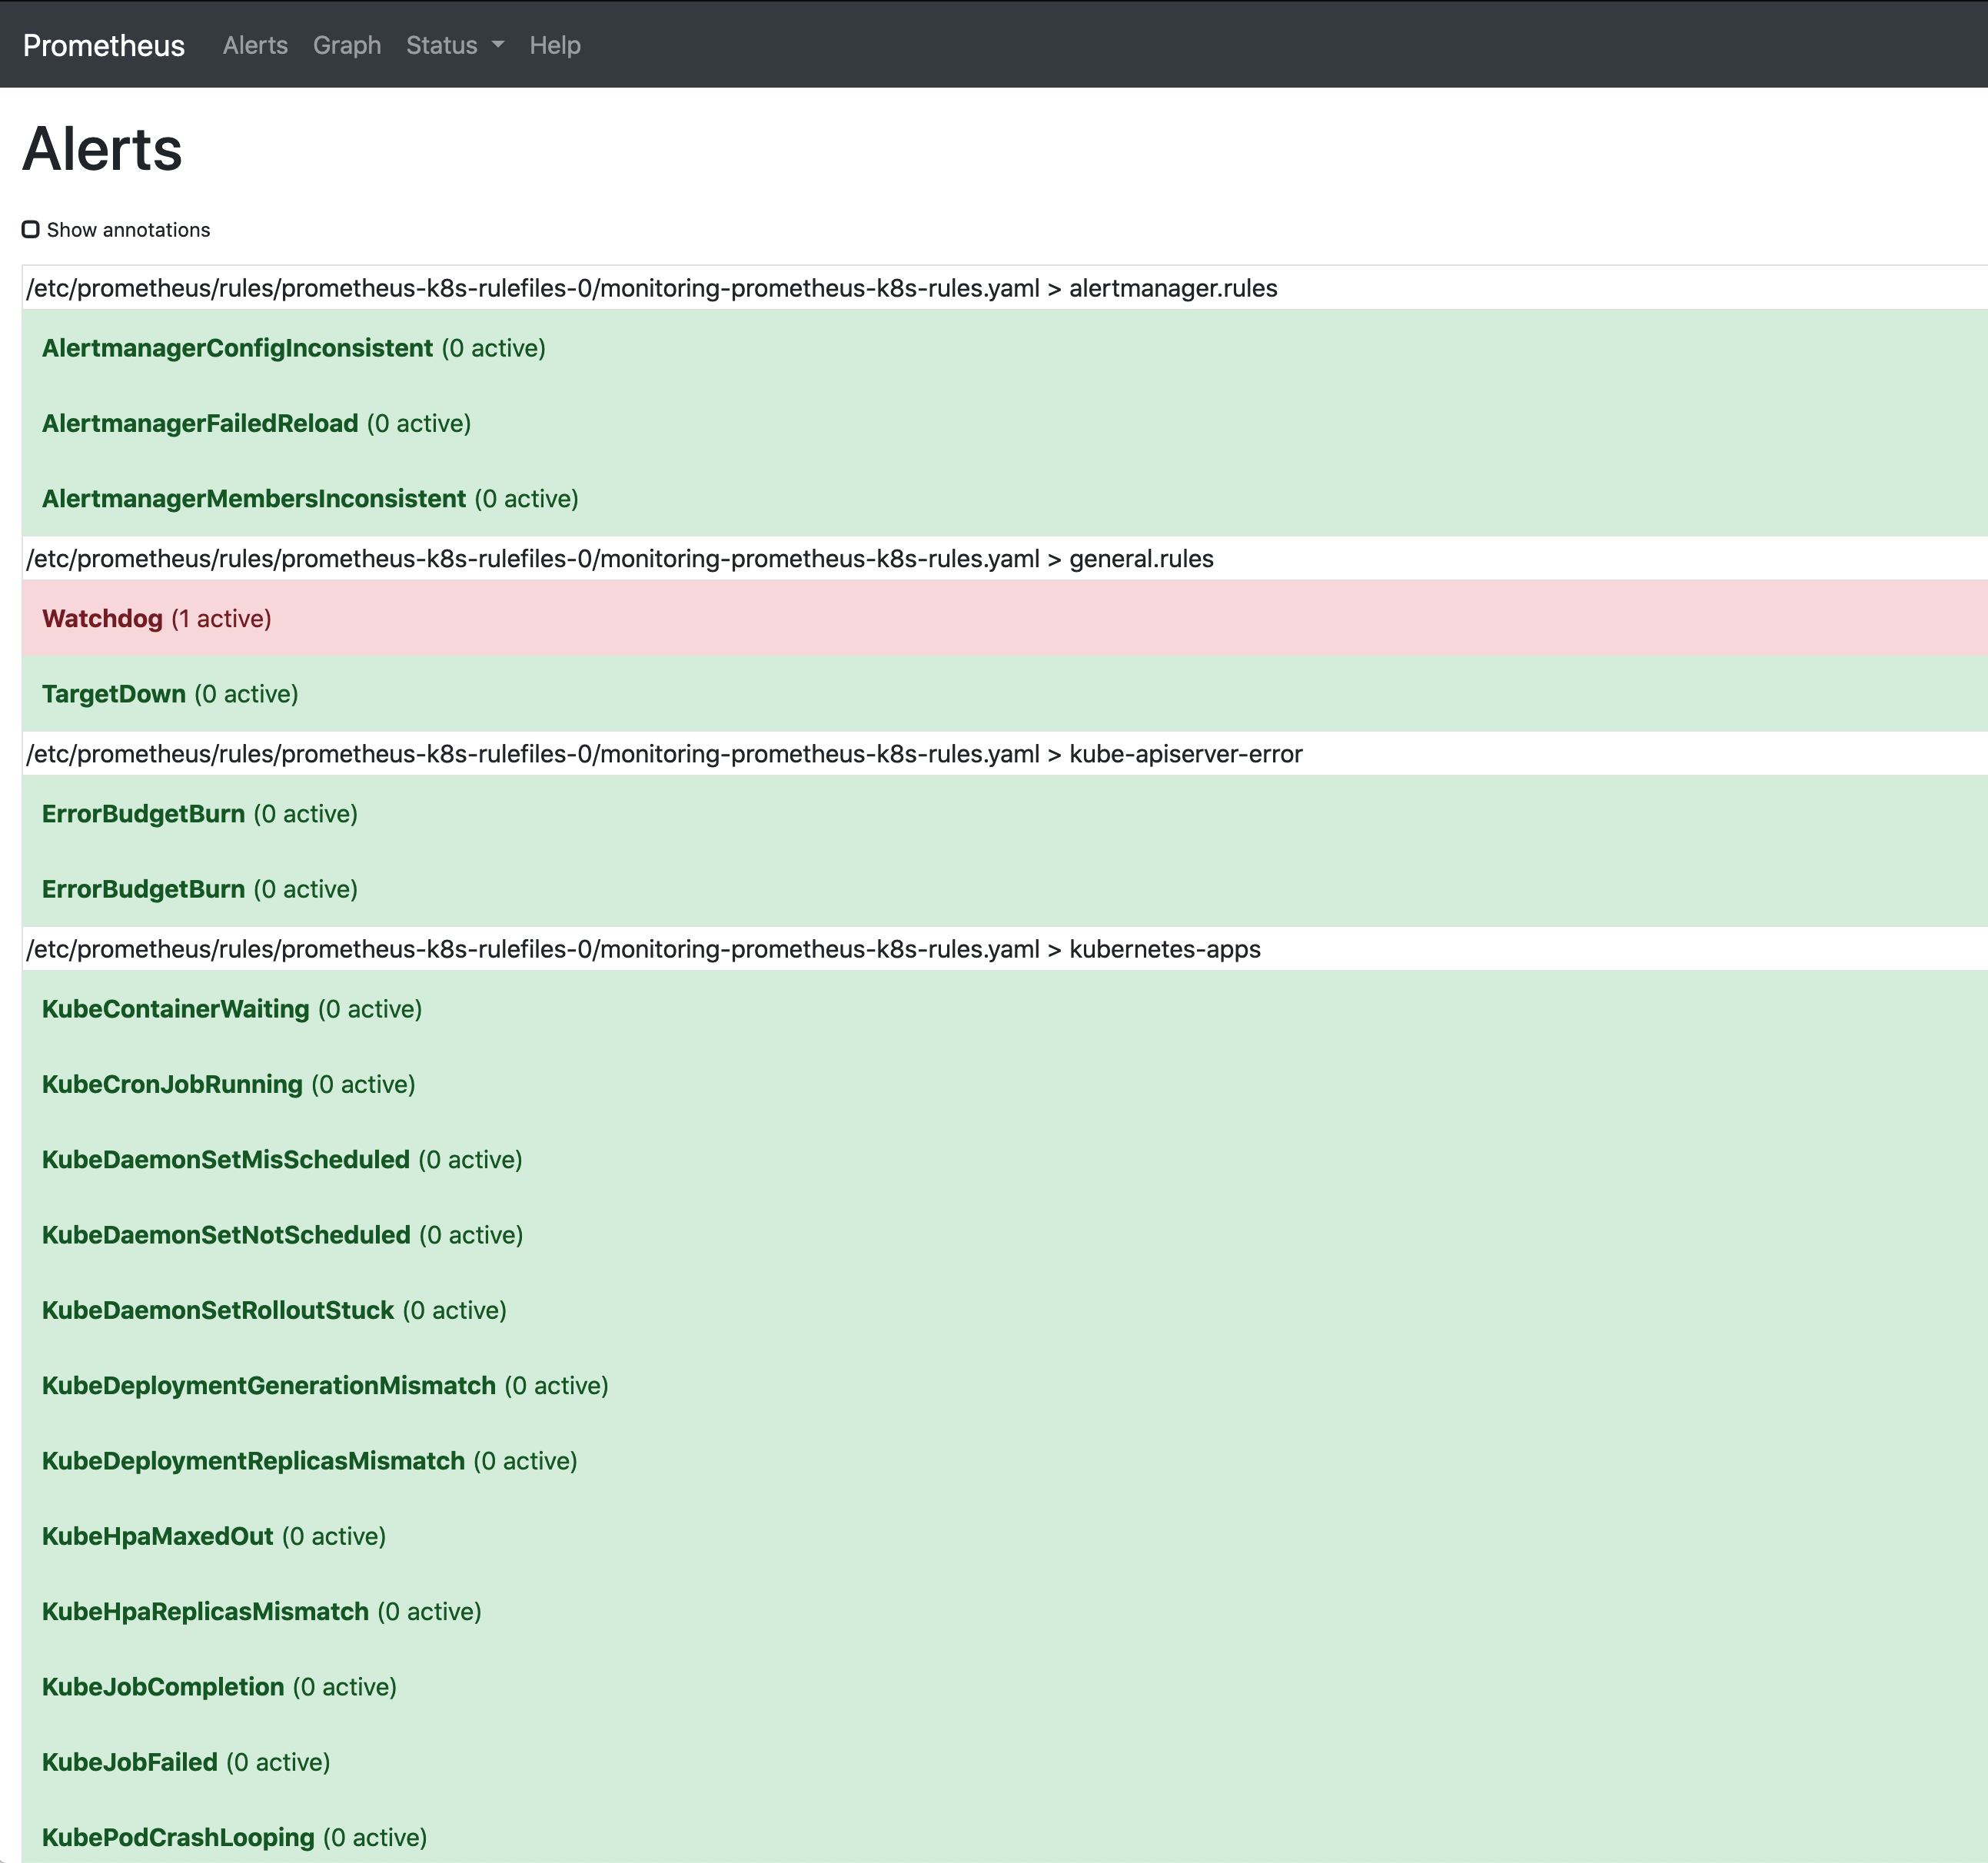 Prometheus Alerts Graph Status Help
Alerts
Show annotations
/etc/prometheus/rules/prometheus-k8s-rulefiles-0/monitoring-prometheus-k8s-rules.yaml > alertmanager.rules
AlertmanagerConfigInconsistent (0 active)
AlertmanagerFailedReload (0 active)
AlertmanagerMembersInconsistent (0 active)
/etc/prometheus/rules/prometheus-k8s-rulefiles-0/monitoring-prometheus-k8s-rules.yaml > general.rules
Watchdog (1 active)
TargetDown (0 active)
/etc/prometheus/rules/prometheus-k8s-rulefiles-0/monitoring-prometheus-k8s-rules.yaml > kube-apiserver-error
ErrorBudgetBurn (0 active)
ErrorBudgetBurn (0 active)
/etc/prometheus/rules/prometheus-k8s-rulefiles-0/monitoring-prometheus-k8s-rules.yaml > kubernetes-apps
KubeContainerWaiting (0 active)
KubeCronJobRunning (0 active)
KubeDaemonSetMisScheduled (0 active)
KubeDaemonSetNotScheduled (0 active)
KubeDaemonSetRolloutStuck (0 active)
KubeDeploymentGenerationMismatch (0 active)
KubeDeploymentReplicasMismatch (0 active)
KubeHpaMaxedOut (0 active)
KubeHpaReplicasMismatch (0 active)
KubeJobCompletion (0 active)
KubeJobFailed (0 active)
KubePodCrashLooping (0 active)